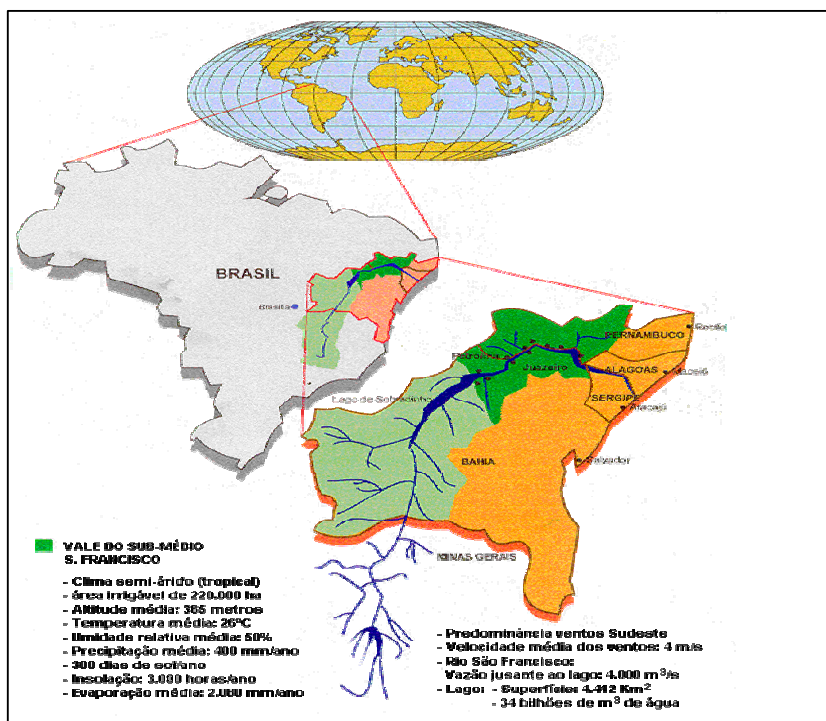 BRASIL
Brasília
PERNAMBUCO
Recife
Petrolina
Juazeiro
ALAGOAS
Maceió
Lago de Sobradinho
SERGIPE
Aracajú
BAHIA
Salvador
MINAS GERAIS
VALE DO SUB-MÉDIO
S. FRANCISCO
- Clima semi-árido (tropical)
- área irrigável de 220.000 ha
- Altitude média: 365 metros
- Temperatura média: 26ºC
- Umidade relativa média: 50%
- Precipitação média: 400 mm/ano
- 300 dias de sol/ano
- Insolação: 3.000 horas/ano
- Evaporação média: 2.080 mm/ano
- Predominância ventos Sudeste
- Velocidade média dos ventos: 4 m/s
- Rio São Francisco:
Vazão jusante ao lago: 4.000 m³/s
- Lago: - Superfície: 4.412 Km²
- 34 bilhões de m³ de água